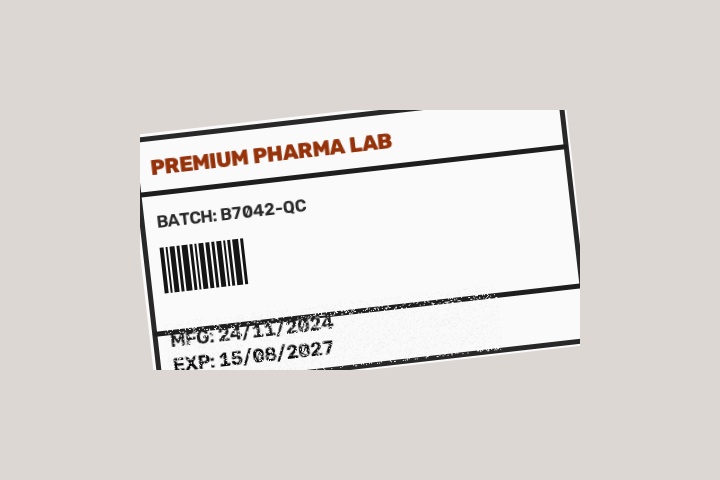 PREMIUM PHARMA LAB
BATCH: B7042-QC
MFG: 24/11/2024
EXP: 15/08/2027